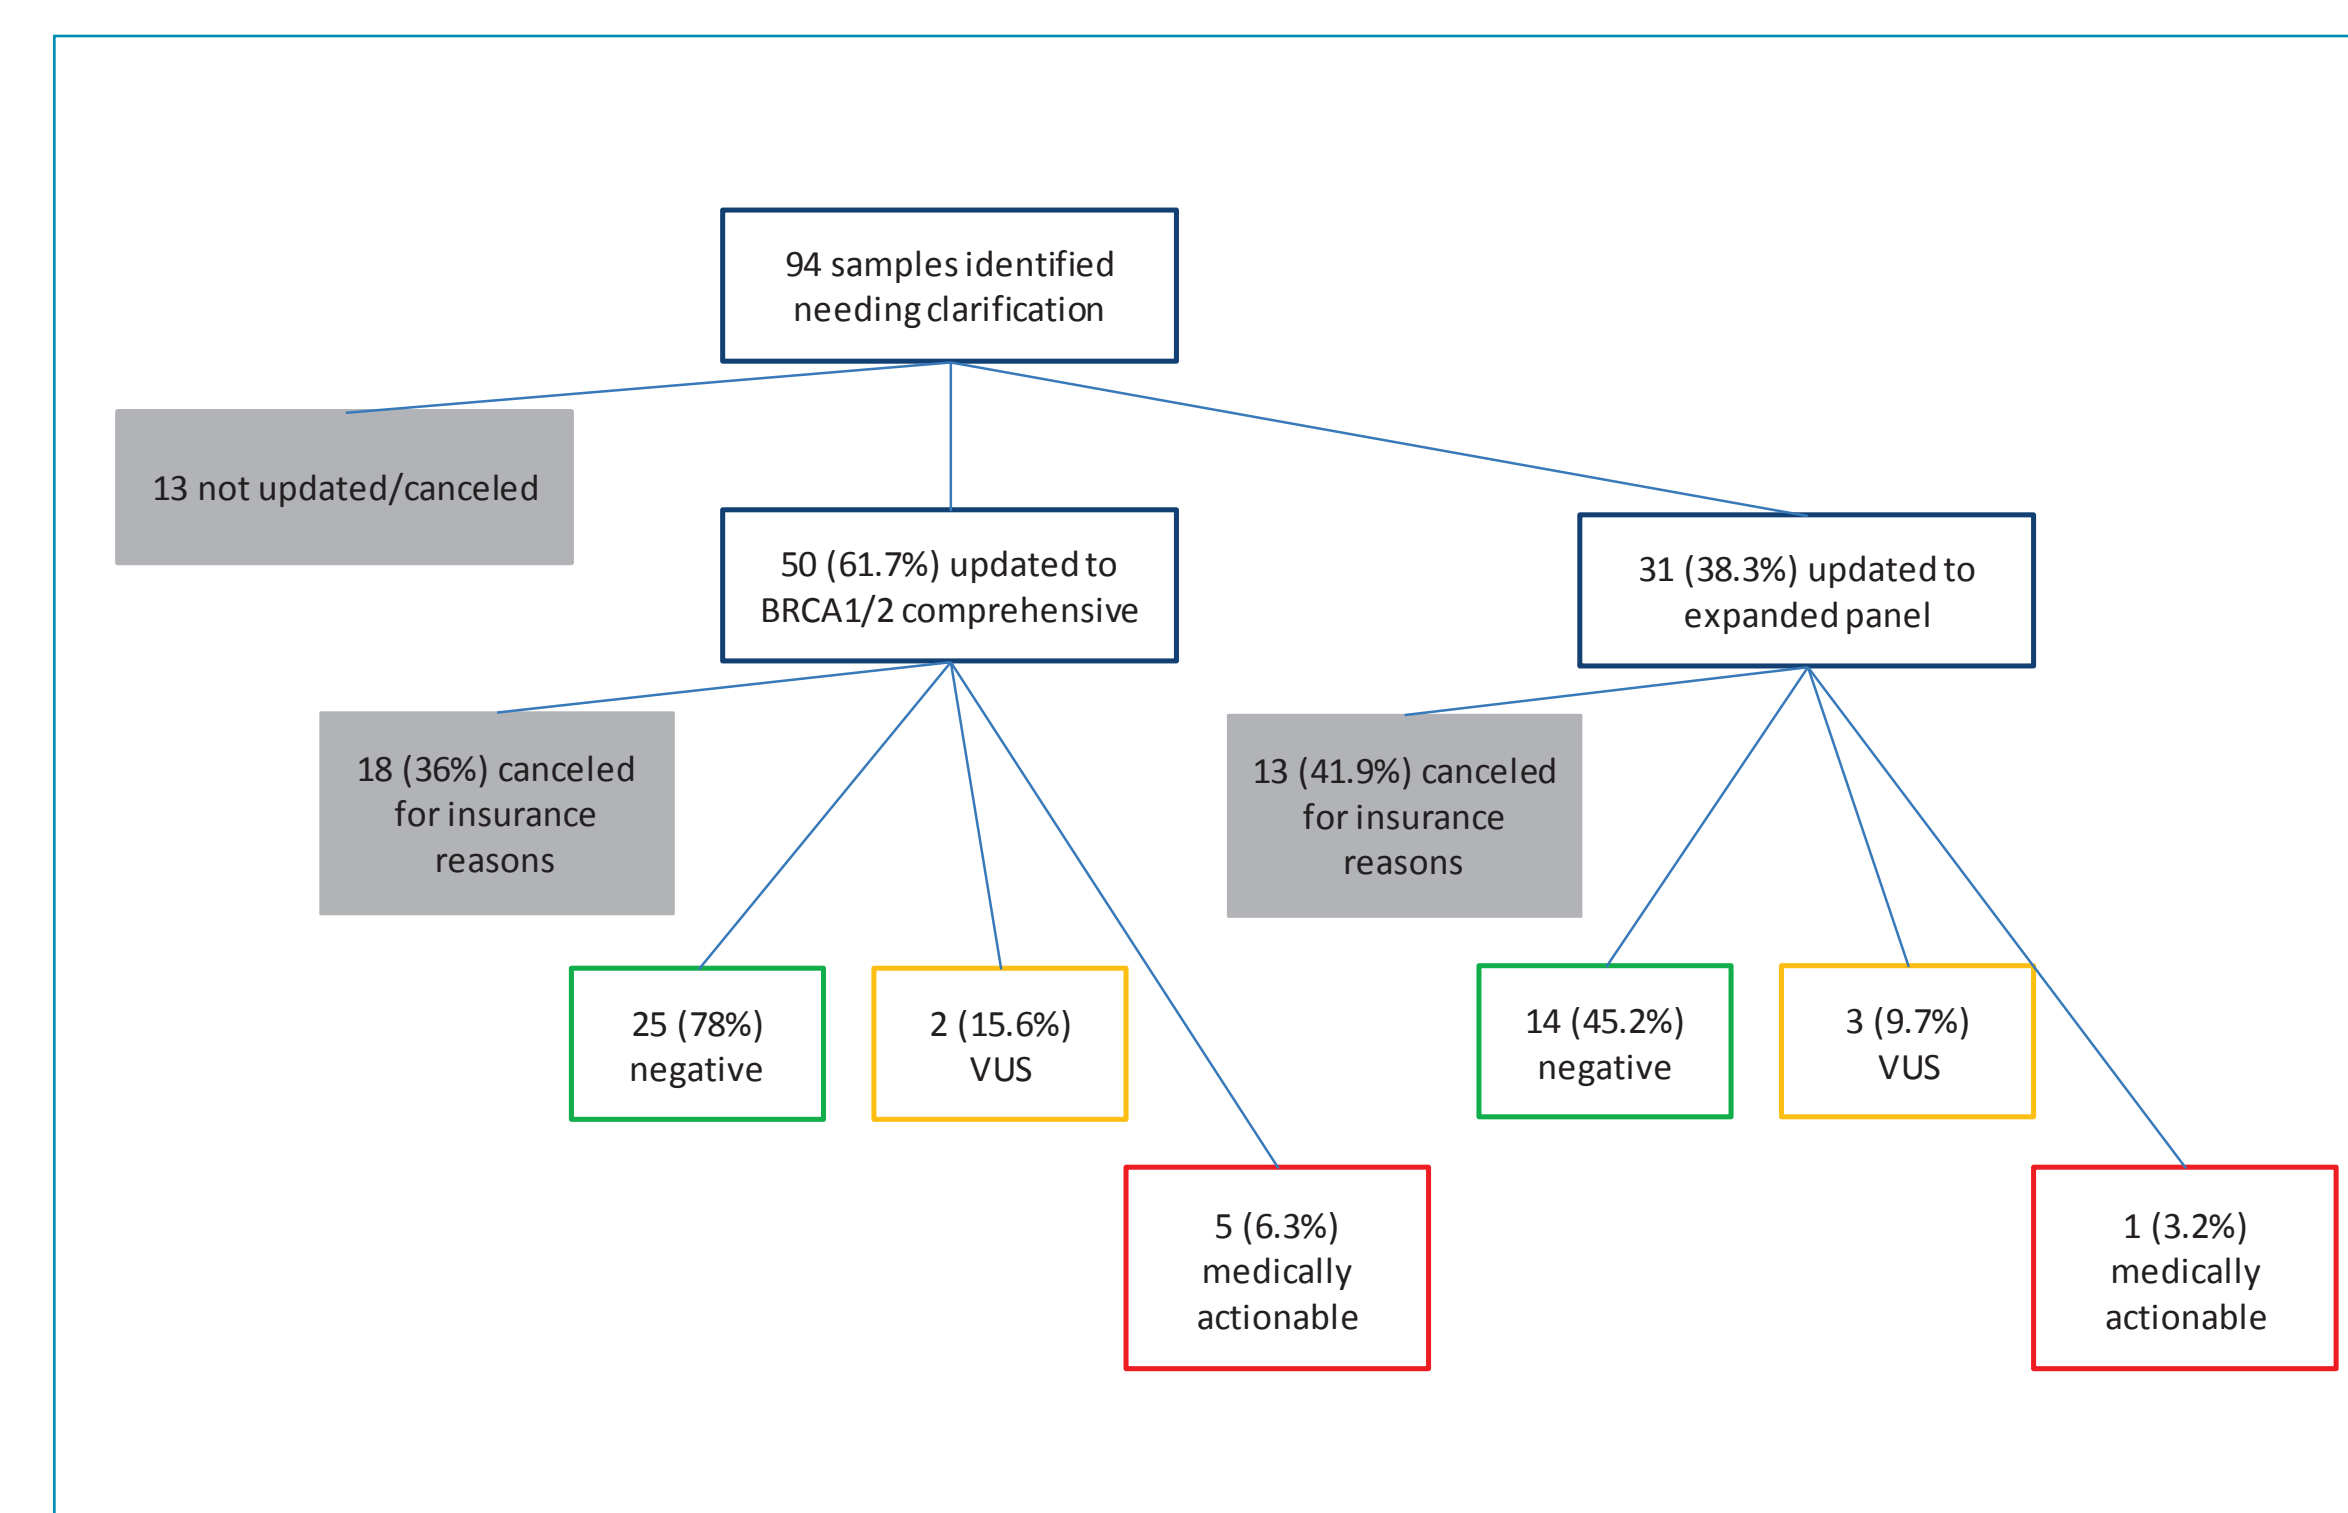 94 samples identified
needing clarification
13 not updated/canceled
50 (61.7%) updated to
BRCA1/2 comprehensive
31 (38.3%) updated to
expanded panel
18 (36%) canceled
for insurance
reasons
13 (41.9%) canceled
for insurance
reasons
25 (78%)
negative
2 (15.6%)
VUS
14 (45.2%)
negative
3 (9.7%)
VUS
5 (6.3%)
medically
actionable
1 (3.2%)
medically
actionable